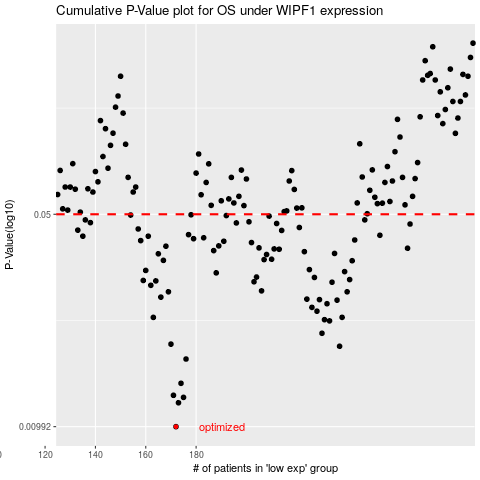 Cumulative P-Value plot for OS under WIPF1 expression
P-Value(log10)
0.05
0.00992
optimized
0
120
140
160
180
# of patients in 'low exp' group